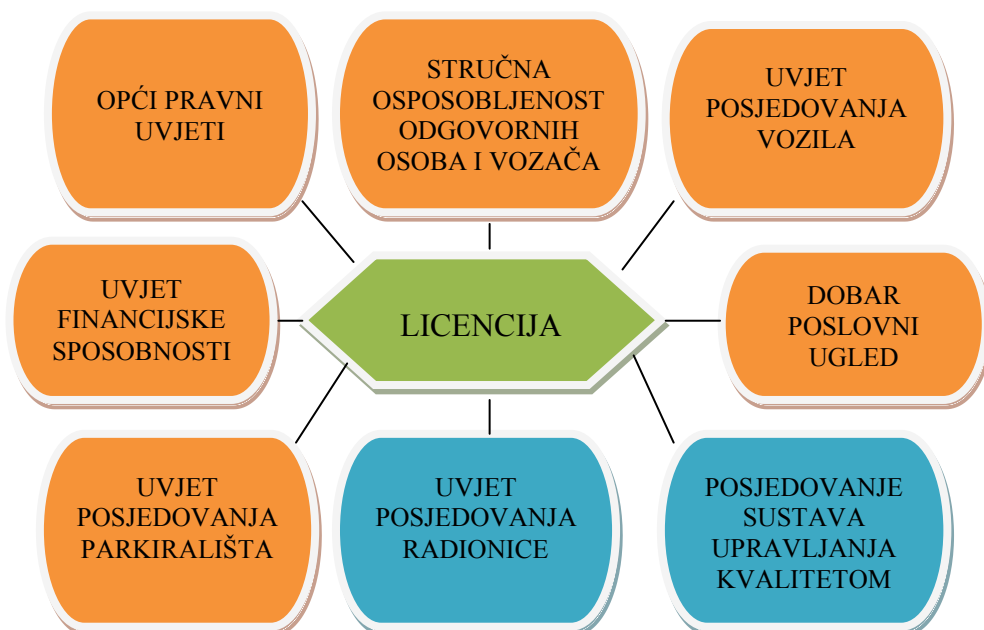 OPĆI PRAVNI
UVJETI
STRUČNA
OSPOSOBLJENOST
ODGOVORNIH
OSOBA I VOZAČA
UVJET
POSJEDOVANJA
VOZILA
UVJET
FINANCIJSKE
SPOSOBNOSTI
LICENCIJA
DOBAR
POSLOVNI
UGLED
UVJET
POSJEDOVANJA
PARKIRALIŠTA
UVJET
POSJEDOVANJA
RADIONICE
POSJEDOVANJE
SUSTAVA
UPRAVLJANJA
KVALITETOM